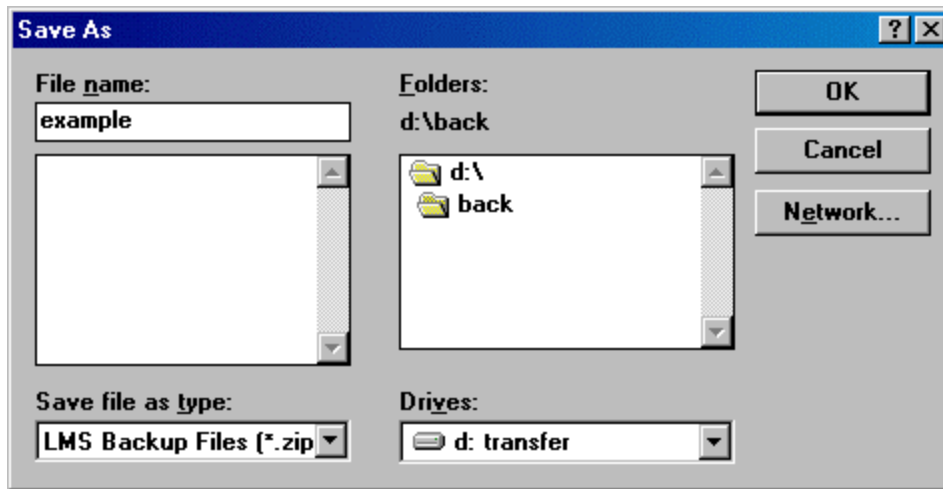 Save As
File name:
example
Folders:
d:\back
d:\
back
OK
Cancel
Network...
Save file as type:
LMS Backup Files (*.zip
Drives:
d: transfer